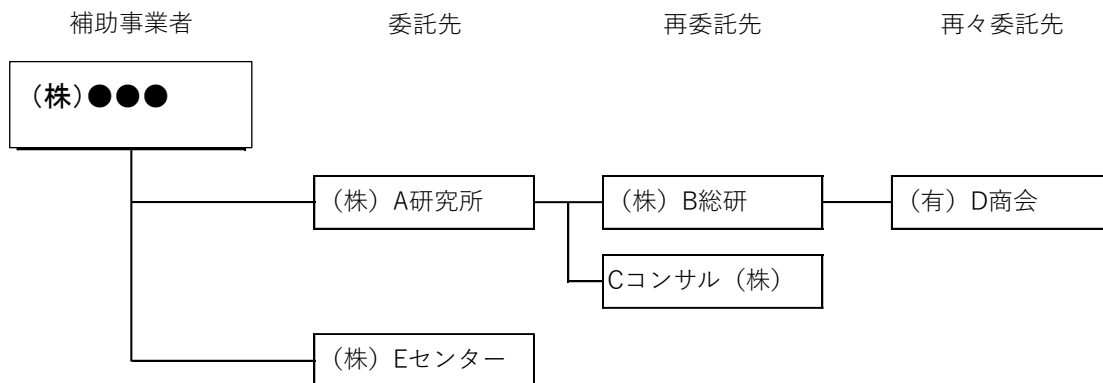 補助事業者 委託先 再委託先 再々委託先
（株）●●●
（株）A研究所 （株）B総研 （有）D商会
Cコンサル（株）
（株）Eセンター